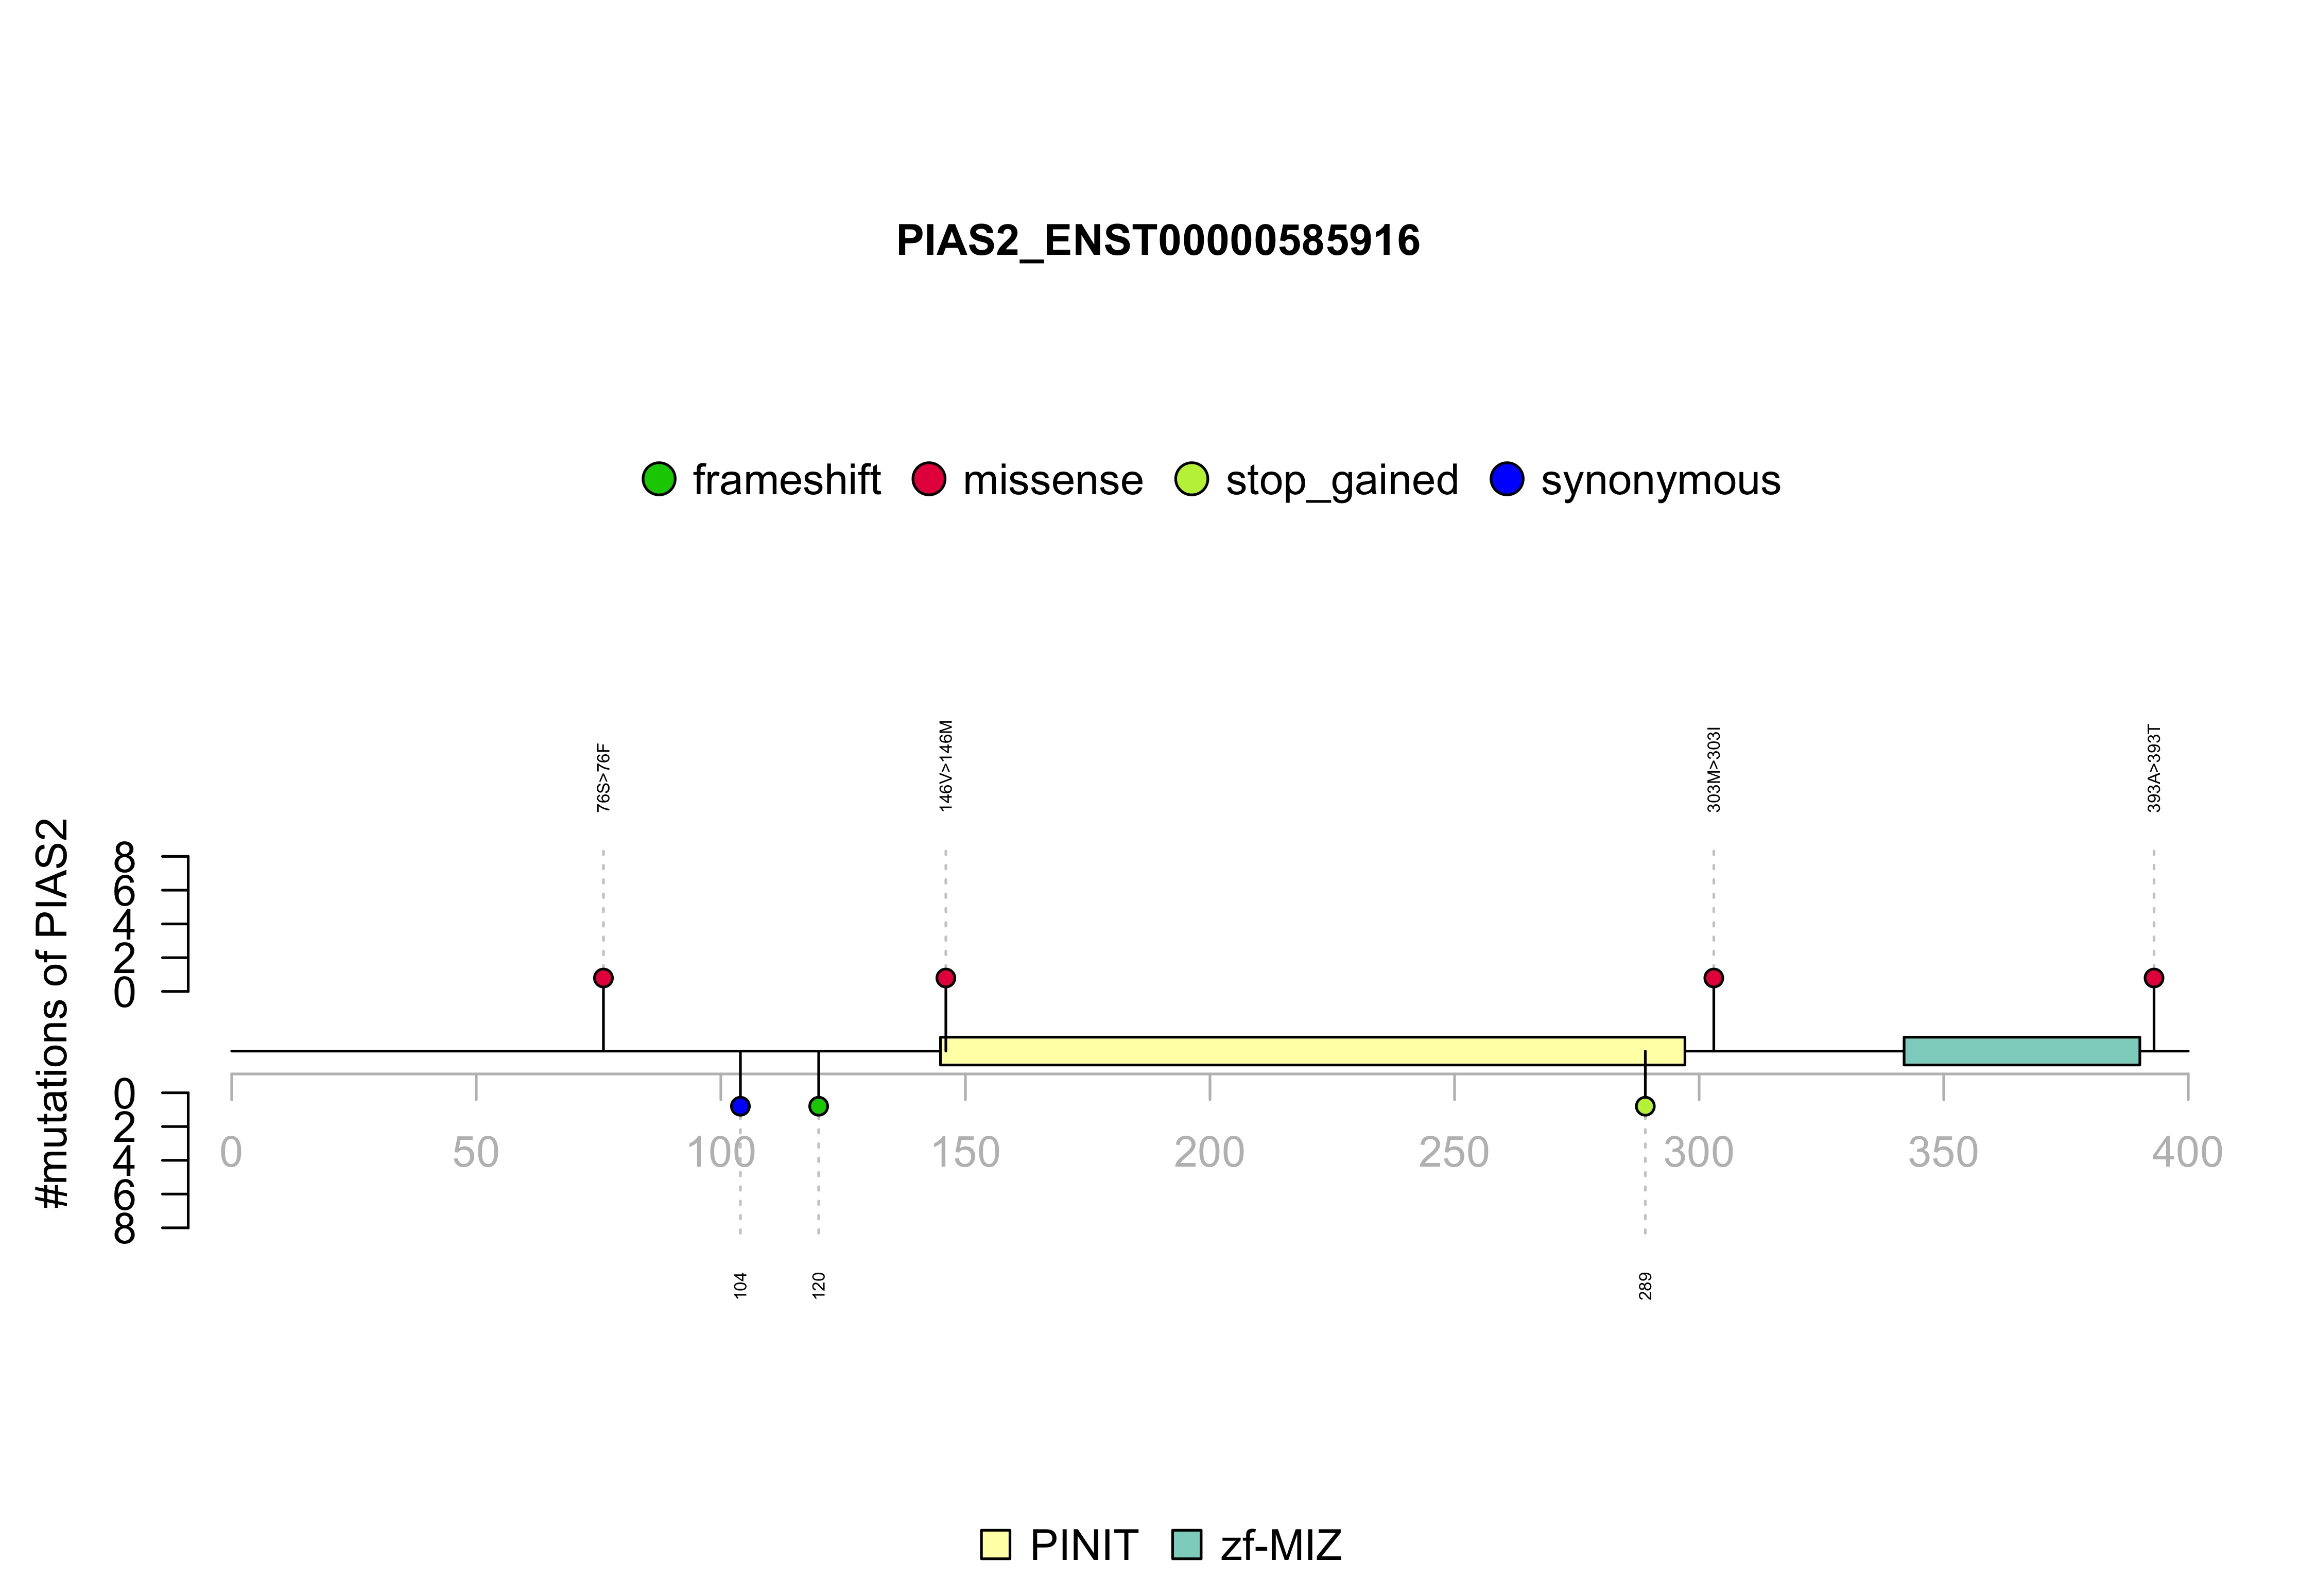 PIAS2_ENST00000585916
frameshift missense stop_gained synonymous
76S>76F
146V>146M
303M>303I
393A>393T
#mutations of PIAS2
8
6
4
2
0
0
2
4
6
8
0 50 100 150 200 250 300 350 400
104
120
289
PINIT zf-MIZ